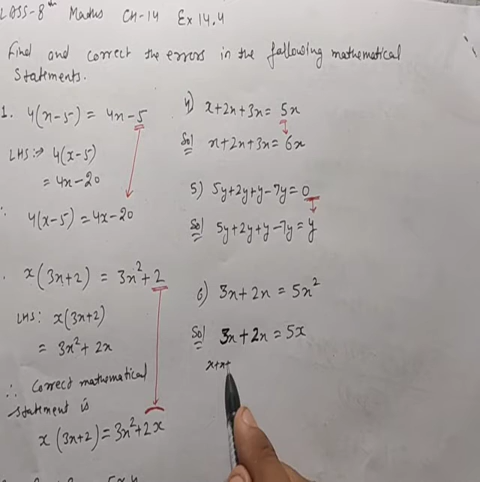 CLASS-8th Maths CH-14 Ex 14.4
Find and correct the errors in the following mathematical
Statements.
1. 4(x-5) = 4x-5
LHS:→ 4(x-5)
= 4x-20
∴ 4(x-5) = 4x-20
. x(3x+2) = 3x²+2
LHS: x(3x+2)
= 3x²+2x
∴ Correct mathematical
statement is
x(3x+2) = 3x²+2x
4) x+2x+3x = 5x
Sol x+2x+3x = 6x
5) 5y+2y+y-7y = 0
Sol 5y+2y+y-7y = y
6) 3x+2x = 5x²
Sol 3x+2x = 5x
x+x+